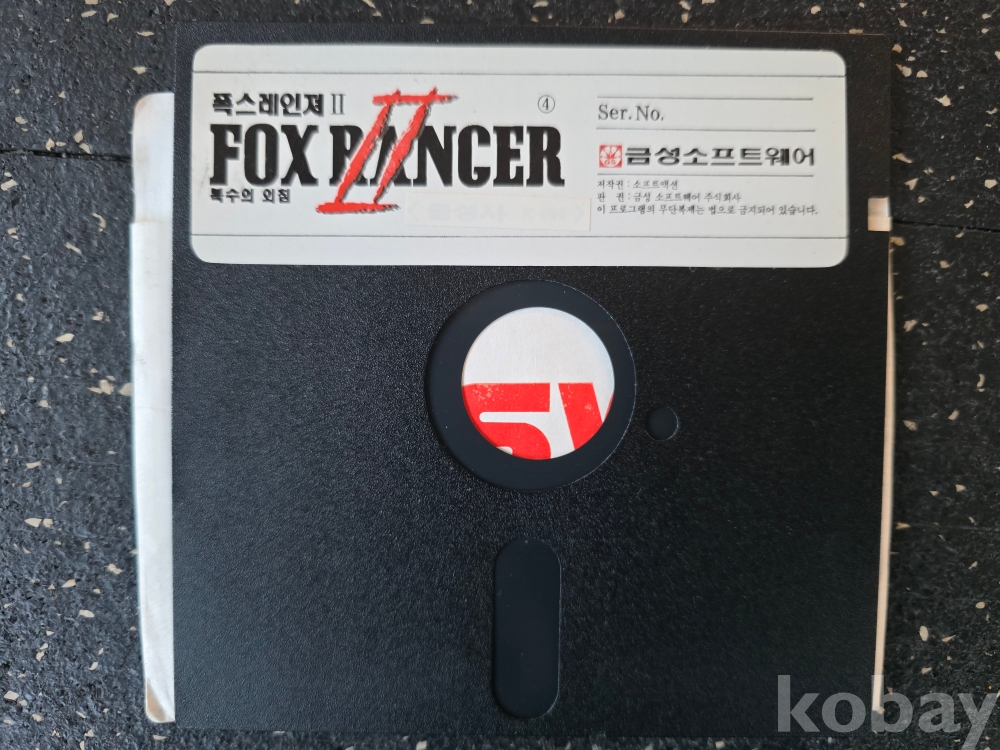 폭스레인져 II
④
FOX RANGER
II
복수의 외침
Ser. No.
GS 금성소프트웨어
저작권 : 소프트액션
판 권 : 금성 소프트웨어 주식회사
이 프로그램의 무단복제는 법으로 금지되어 있습니다.
kobay